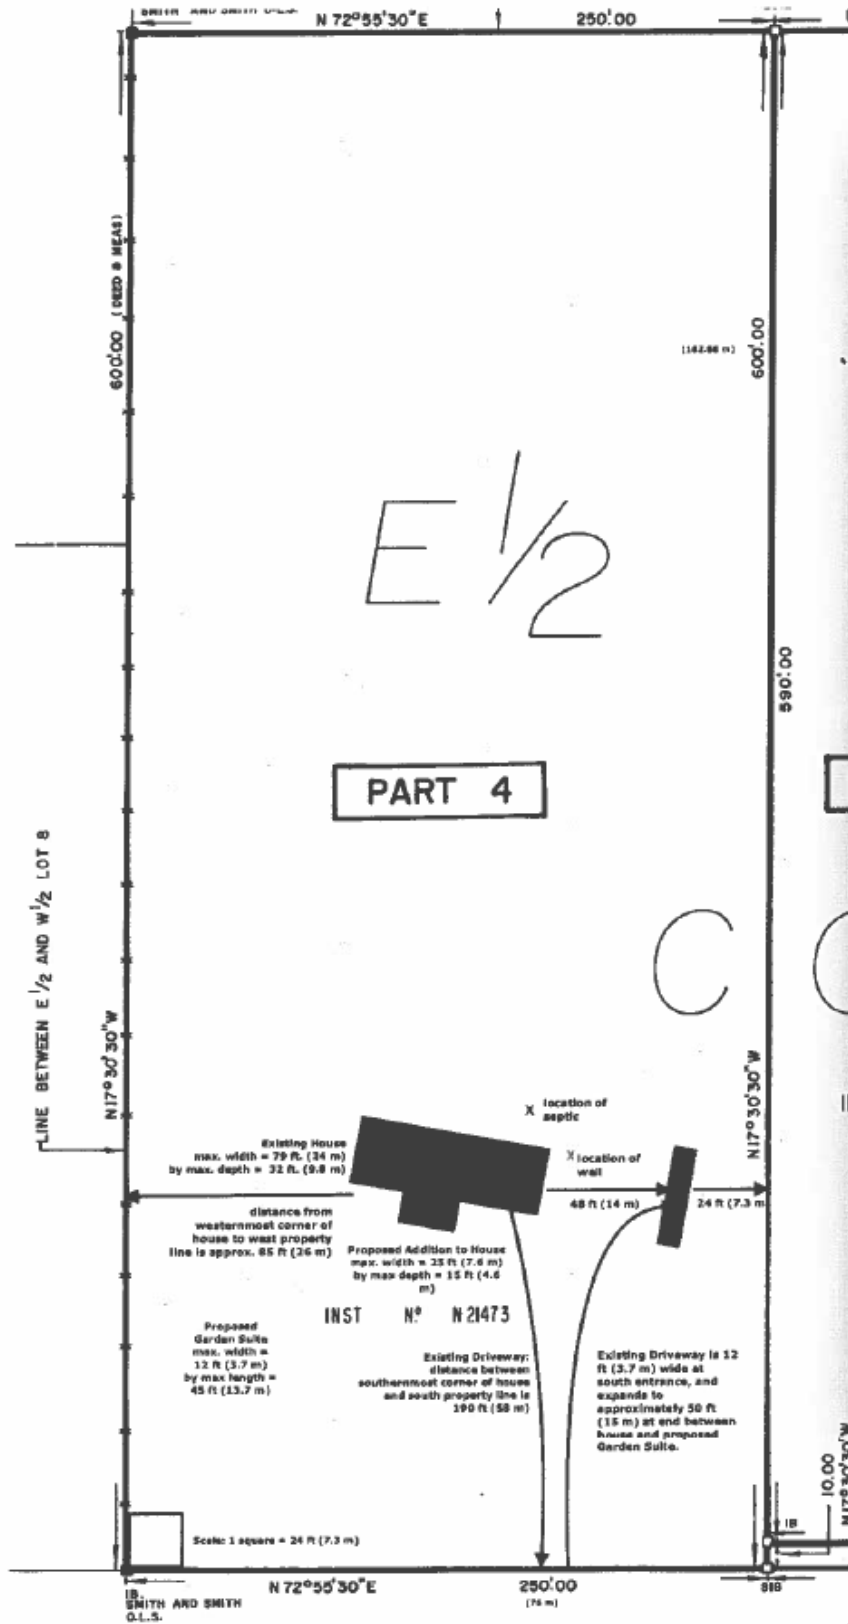 SMITH AND SMITH O.L.S.
N 72°55'30"E
250'.00
600'.00 (DEED & MEAS)
(182.88 m)
600'.00
E 1/2
590'.00
PART 4
C
LINE BETWEEN E 1/2 AND W 1/2 LOT 8
N17°30'30"W
N17°30'30"W
X location of
septic
X location of
well
Existing House
max. width = 79 ft. (24 m)
by max. depth = 32 ft. (9.8 m)
48 ft (14 m)
24 ft (7.3 m
distance from
westernmost corner of
house to west property
line is approx. 85 ft (26 m)
Proposed Addition to House
max. width = 25 ft (7.6 m)
by max depth = 15 ft (4.6
m)
INST Nº N 21473
Proposed
Garden Suite
max. width =
12 ft (3.7 m)
by max length =
45 ft (13.7 m)
Existing Driveway:
distance between
southernmost corner of house
and south property line is
190 ft (58 m)
Existing Driveway is 12
ft (3.7 m) wide at
south entrance, and
expands to
approximately 50 ft
(15 m) at end between
house and proposed
Garden Suite.
10.00
N17°30'30"W
IB
Scale: 1 square = 24 ft (7.3 m)
N 72°55'30"E
250'.00
(76 m)
SIB
IB.
SMITH AND SMITH
O.L.S.